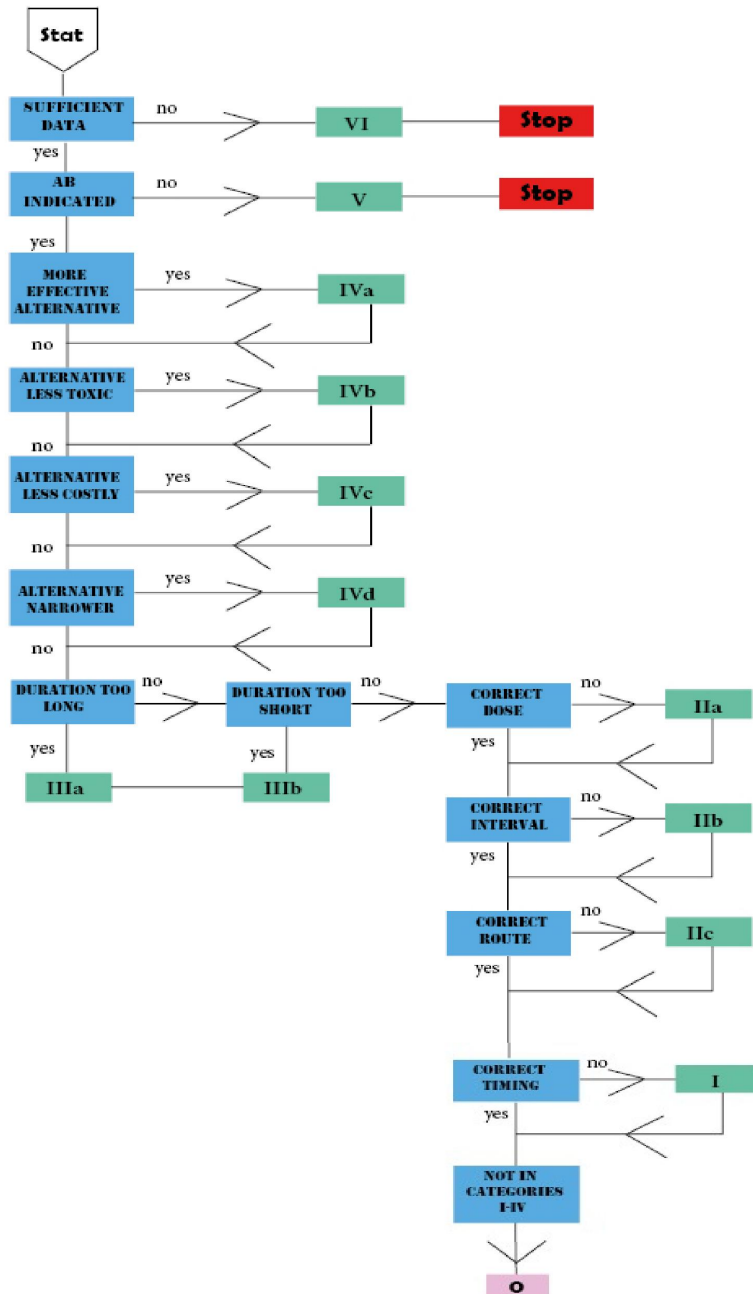 Stat
SUFFICIENT
DATA
no
VI
Stop
yes
AB
INDICATED
no
V
Stop
yes
MORE
EFFECTIVE
ALTERNATIVE
yes
IVa
no
ALTERNATIVE
LESS TOXIC
yes
IVb
no
ALTERNATIVE
LESS COSTLY
yes
IVc
no
ALTERNATIVE
NARROWER
yes
IVd
no
DURATION TOO
LONG
no
DURATION TOO
SHORT
no
CORRECT
DOSE
no
IIa
yes
yes
yes
IIIa
IIIb
CORRECT
INTERVAL
no
IIb
yes
CORRECT
ROUTE
no
IIc
yes
CORRECT
TIMING
no
I
yes
NOT IN
CATEGORIES
I-IV
O